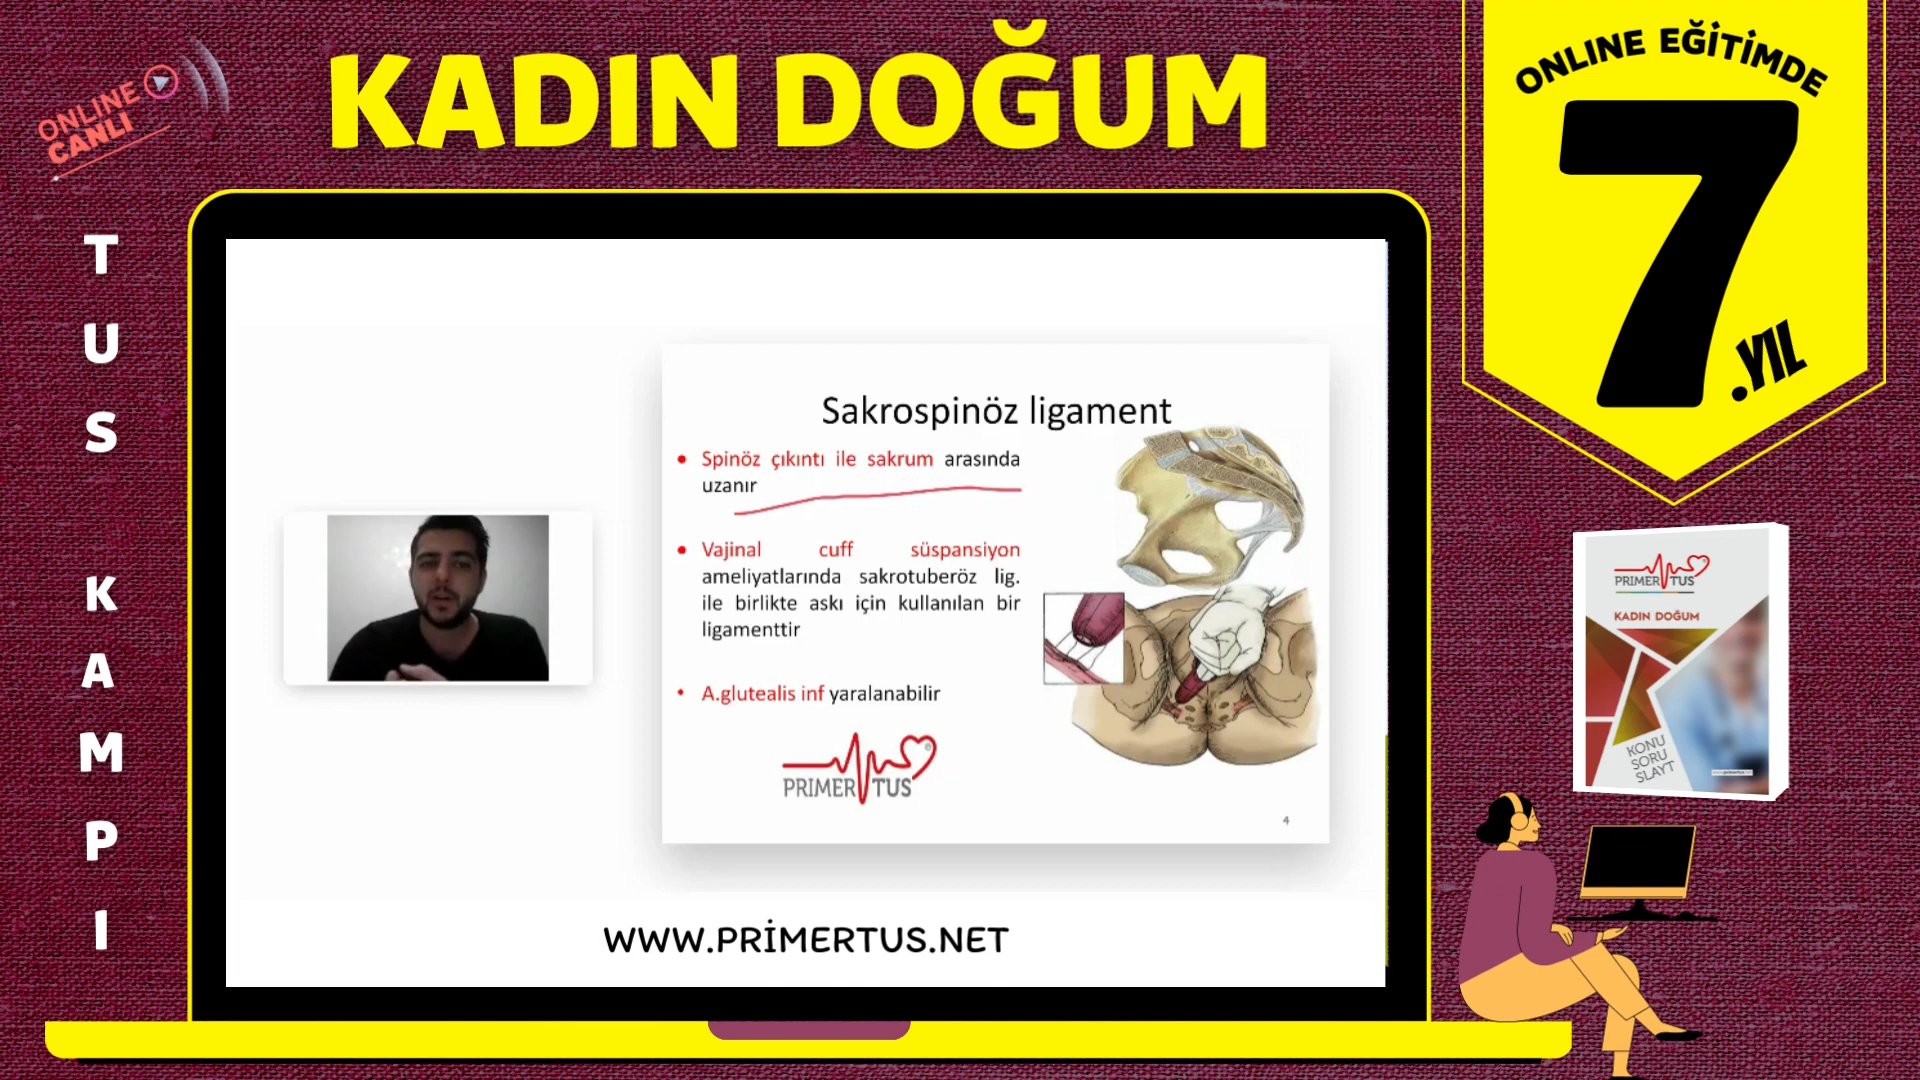 KADIN DOĞUM
ONLINE
CANLI
ONLINE EĞİTİMDE
7
.YIL
TUS
KAMPI
Sakrospinöz ligament
• Spinöz çıkıntı ile sakrum arasında
uzanır
• Vajinal cuff süspansiyon
ameliyatlarında sakrotuberöz lig.
ile birlikte askı için kullanılan bir
ligamenttir
• A.glutealis inf yaralanabilir
PRIMER TUS
4
WWW.PRİMERTUS.NET
PRIMER TUS
KADIN DOĞUM
KONU
SORU
SLAYT